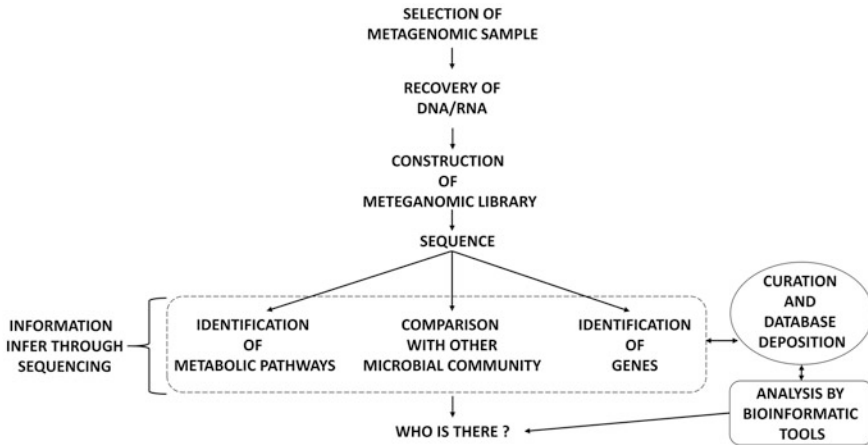 SELECTION OF
METAGENOMIC SAMPLE
RECOVERY OF
DNA/RNA
CONSTRUCTION
OF
METEGANOMIC LIBRARY
SEQUENCE
INFORMATION
INFER THROUGH
SEQUENCING
IDENTIFICATION
OF
METABOLIC PATHWAYS
COMPARISON
WITH OTHER
MICROBIAL COMMUNITY
IDENTIFICATION
OF
GENES
CURATION
AND
DATABASE
DEPOSITION
ANALYSIS BY
BIOINFORMATIC
TOOLS
WHO IS THERE ?